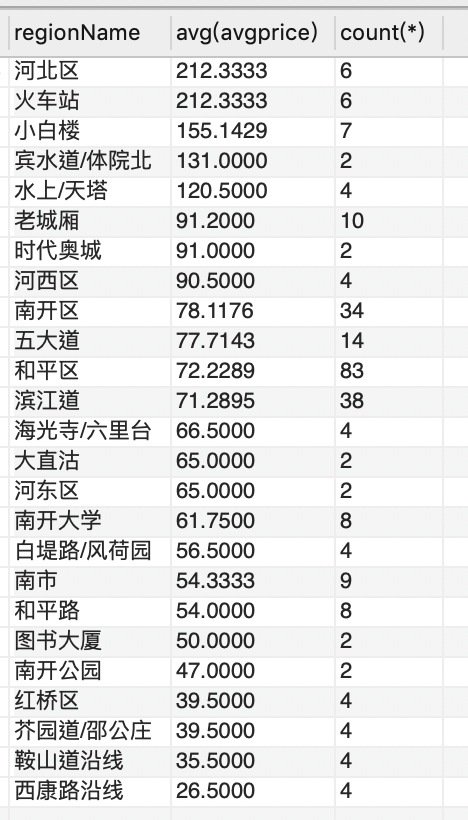 regionName avg(avgprice) count(*)
河北区 212.3333 6
火车站 212.3333 6
小白楼 155.1429 7
宾水道/体院北 131.0000 2
水上/天塔 120.5000 4
老城厢 91.2000 10
时代奥城 91.0000 2
河西区 90.5000 4
南开区 78.1176 34
五大道 77.7143 14
和平区 72.2289 83
滨江道 71.2895 38
海光寺/六里台 66.5000 4
大直沽 65.0000 2
河东区 65.0000 2
南开大学 61.7500 8
白堤路/风荷园 56.5000 4
南市 54.3333 9
和平路 54.0000 8
图书大厦 50.0000 2
南开公园 47.0000 2
红桥区 39.5000 4
芥园道/邵公庄 39.5000 4
鞍山道沿线 35.5000 4
西康路沿线 26.5000 4